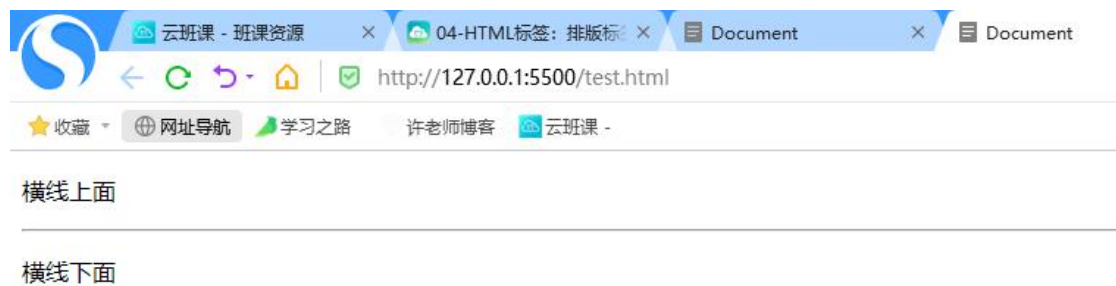 云班课 - 班课资源
04-HTML标签：排版标签
Document
Document
http://127.0.0.1:5500/test.html
收藏 网址导航 学习之路 许老师博客 云班课 -
横线上面
横线下面